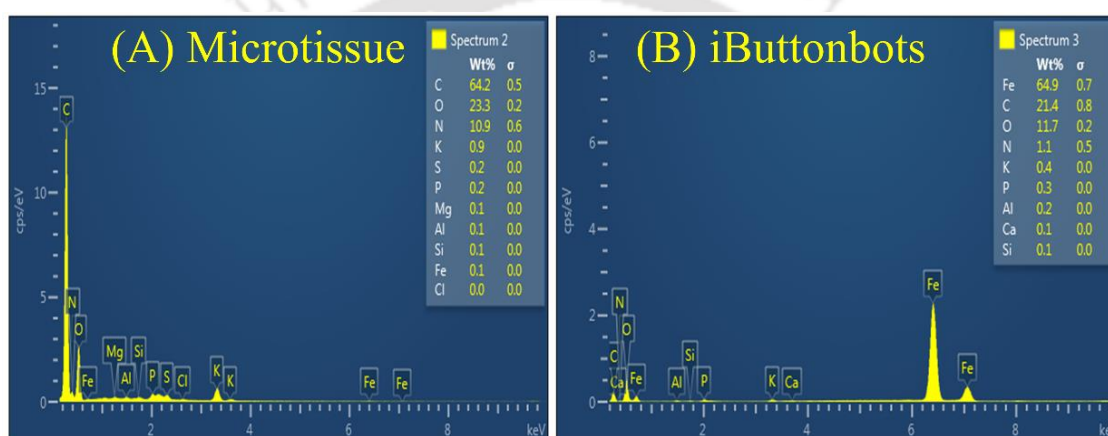 (A) Microtissue
Spectrum 2
Wt% σ
C 64.2 0.5
O 23.3 0.2
N 10.9 0.6
K 0.9 0.0
S 0.2 0.0
P 0.2 0.0
Mg 0.1 0.0
Al 0.1 0.0
Si 0.1 0.0
Fe 0.1 0.0
Cl 0.0 0.0
cps/eV
15
10
5
0
C
N
O
Fe
Mg
Al
Si
P
S
Cl
K
K
Fe
Fe
2
4
6
8
keV
(B) iButtonbots
Spectrum 3
Wt% σ
Fe 64.9 0.7
C 21.4 0.8
O 11.7 0.2
N 1.1 0.5
K 0.4 0.0
P 0.3 0.0
Al 0.2 0.0
Ca 0.1 0.0
Si 0.1 0.0
cps/eV
8
6
4
2
0
N
O
C
Ca
Fe
Al
Si
P
K
Ca
Fe
Fe
2
4
6
8